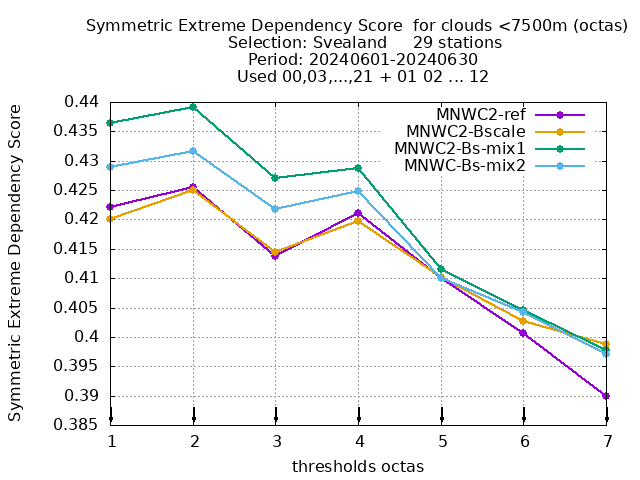 Symmetric Extreme Dependency Score  for clouds <7500m (octas)
Selection: Svealand     29 stations
Period: 20240601-20240630
Used 00,03,...,21 + 01 02 ... 12
Symmetric Extreme Dependency Score
0.44
0.435
0.43
0.425
0.42
0.415
0.41
0.405
0.4
0.395
0.39
0.385
MNWC2-ref
MNWC2-Bscale
MNWC2-Bs-mix1
MNWC-Bs-mix2
1 2 3 4 5 6 7
thresholds octas